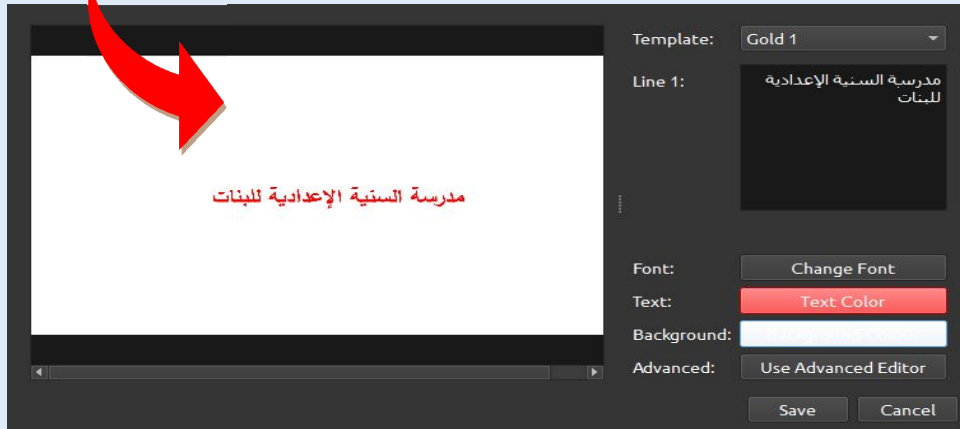 Template:
Gold 1
Line 1:
مدرسة السنية الإعدادية
للبنات
مدرسة السنية الإعدادية للبنات
Font:
Change Font
Text:
Text Color
Background:
Advanced:
Use Advanced Editor
Save
Cancel